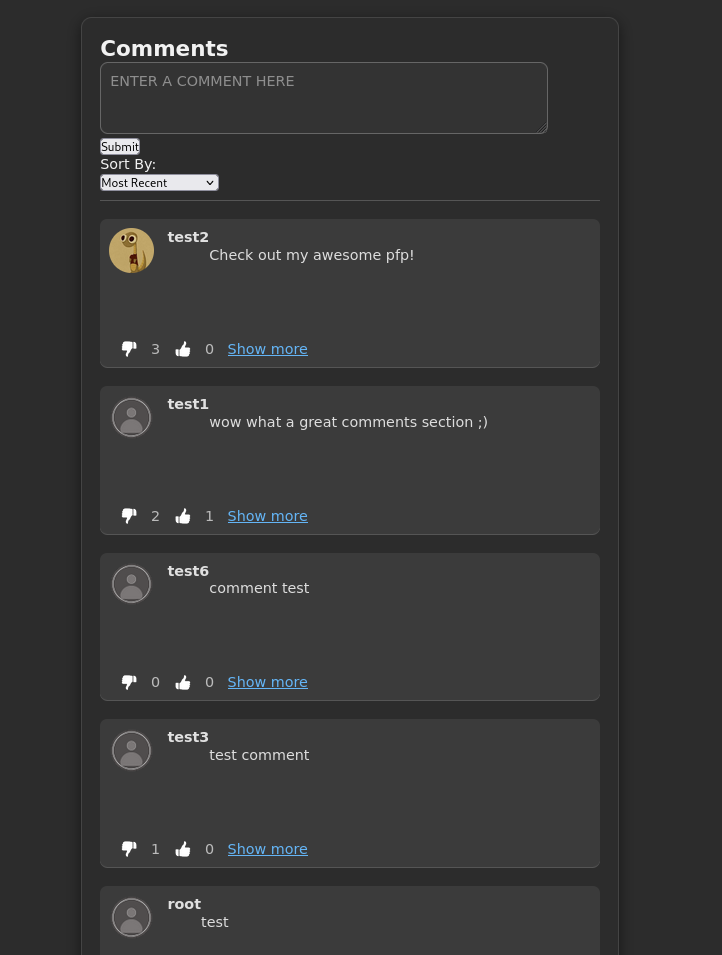 Comments
ENTER A COMMENT HERE
Submit
Sort By:
Most Recent
test2
Check out my awesome pfp!
3 0 Show more
test1
wow what a great comments section ;)
2 1 Show more
test6
comment test
0 0 Show more
test3
test comment
1 0 Show more
root
test